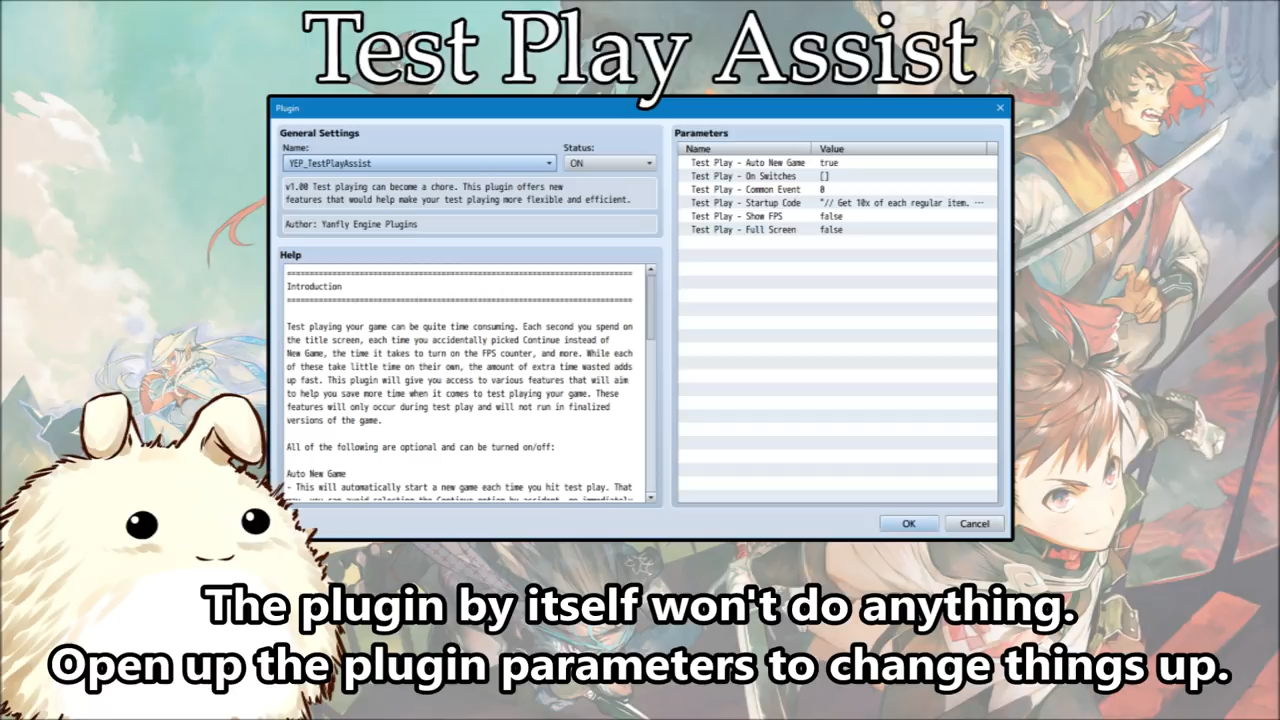 Test Play Assist
Plugin
General Settings
Name:
Status:
YEP_TestPlayAssist
ON
v1.00 Test playing can become a chore. This plugin offers new
features that would help make your test playing more flexible and efficient.
Author: Yanfly Engine Plugins
Help
================================================================================
Introduction
================================================================================
Test playing your game can be quite time consuming. Each second you spend on
the title screen, each time you accidentally picked Continue instead of
New Game, the time it takes to turn on the FPS counter, and more. While each
of these take little time on their own, the amount of extra time wasted adds
up fast. This plugin will give you access to various features that will aim
to help you save more time when it comes to test playing your game. These
features will only occur during test play and will not run in finalized
versions of the game.
All of the following are optional and can be turned on/off:
Auto New Game
- This will automatically start a new game each time you hit test play. That
Parameters
Name Value
Test Play - Auto New Game true
Test Play - On Switches []
Test Play - Common Event 0
Test Play - Startup Code "// Get 10x of each regular item. …
Test Play - Show FPS false
Test Play - Full Screen false
OK
Cancel
The plugin by itself won't do anything.
Open up the plugin parameters to change things up.